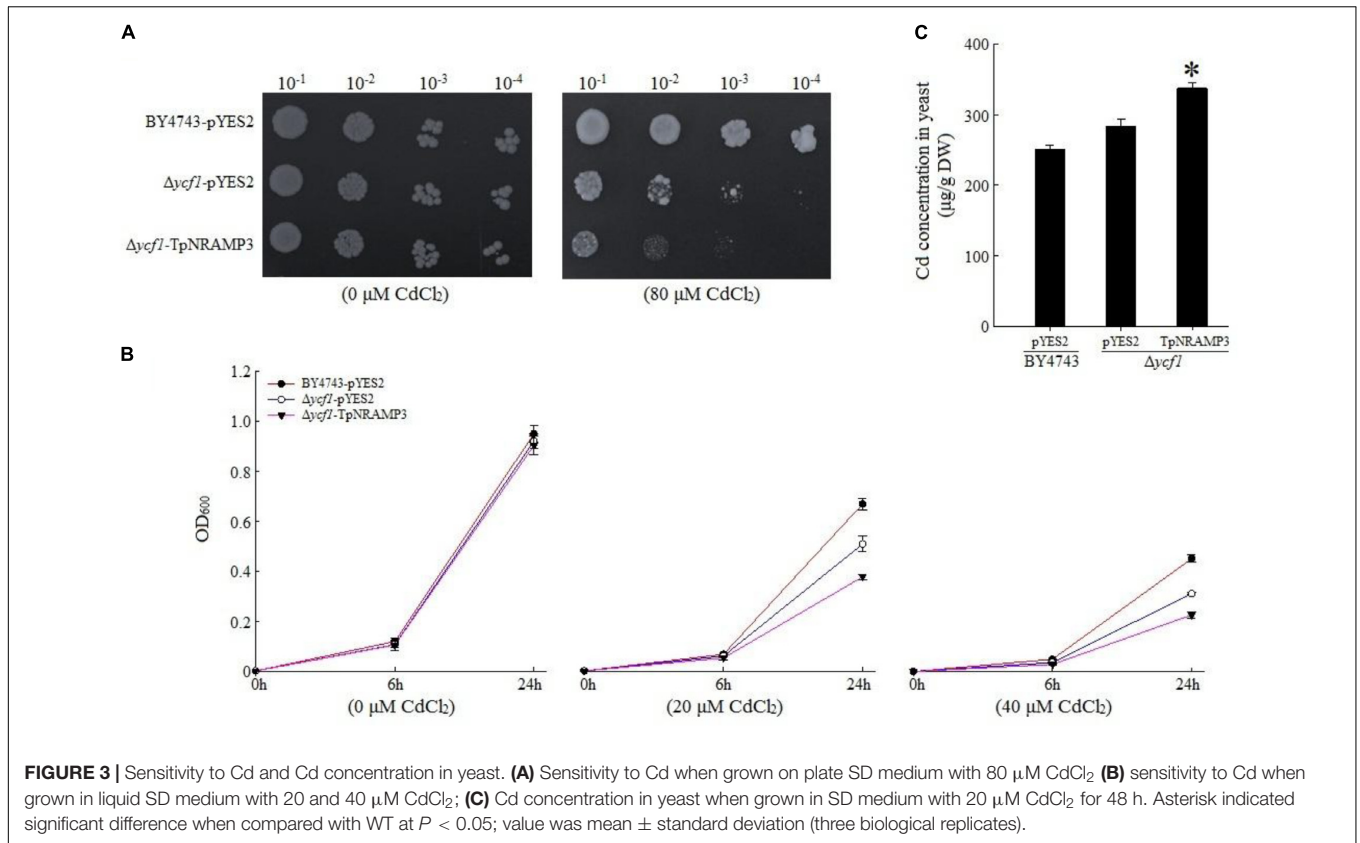 A
10-1 10-2 10-3 10-4
10-1 10-2 10-3 10-4
BY4743-pYES2
Δycf1-pYES2
Δycf1-TpNRAMP3
(0 μM CdCl2)
(80 μM CdCl2)
C
Cd concentration in yeast
(μg/g DW)
400
300
200
100
0
*
pYES2
pYES2
TpNRAMP3
BY4743
Δycf1
B
OD600
1.2
1.0
0.8
0.6
0.4
0.2
0
BY4743-pYES2
Δycf1-pYES2
Δycf1-TpNRAMP3
0h 6h 24h
0h 6h 24h
0h 6h 24h
(0 μM CdCl2)
(20 μM CdCl2)
(40 μM CdCl2)
FIGURE 3 | Sensitivity to Cd and Cd concentration in yeast. (A) Sensitivity to Cd when grown on plate SD medium with 80 μM CdCl2 (B) sensitivity to Cd when
grown in liquid SD medium with 20 and 40 μM CdCl2; (C) Cd concentration in yeast when grown in SD medium with 20 μM CdCl2 for 48 h. Asterisk indicated
significant difference when compared with WT at P < 0.05; value was mean ± standard deviation (three biological replicates).